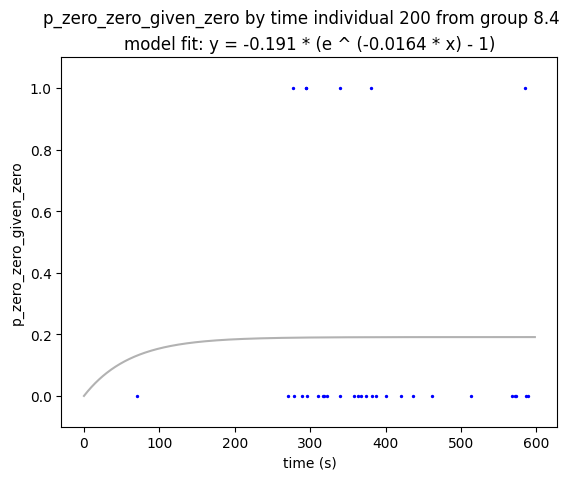 p_zero_zero_given_zero by time individual 200 from group 8.4
model fit: y = -0.191 * (e ^ (-0.0164 * x) - 1)
1.0
0.8
0.6
0.4
0.2
0.0
p_zero_zero_given_zero
0 100 200 300 400 500 600
time (s)